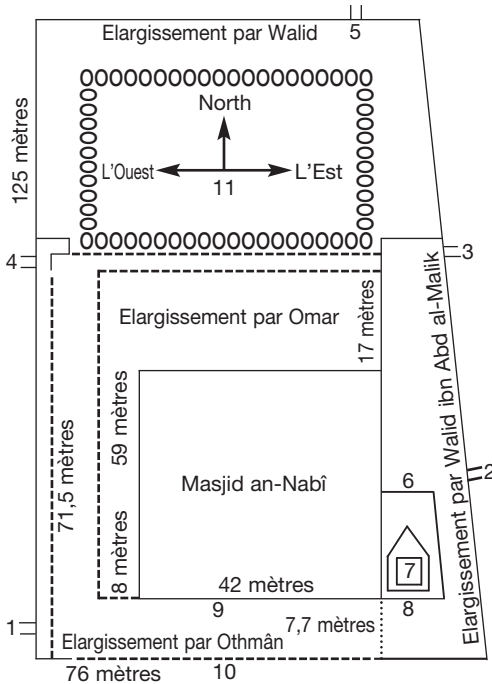 5
Elargissement par Walid
North
L'Ouest
L'Est
11
125 mètres
4
3
Elargissement par Omar
17 mètres
59 mètres
71,5 mètres
Masjid an-Nabî
Elargissement par Walid ibn Abd al-Malik
2
6
7
8 mètres
42 mètres
9
8
7,7 mètres
1
Elargissement par Othmân
76 mètres
10